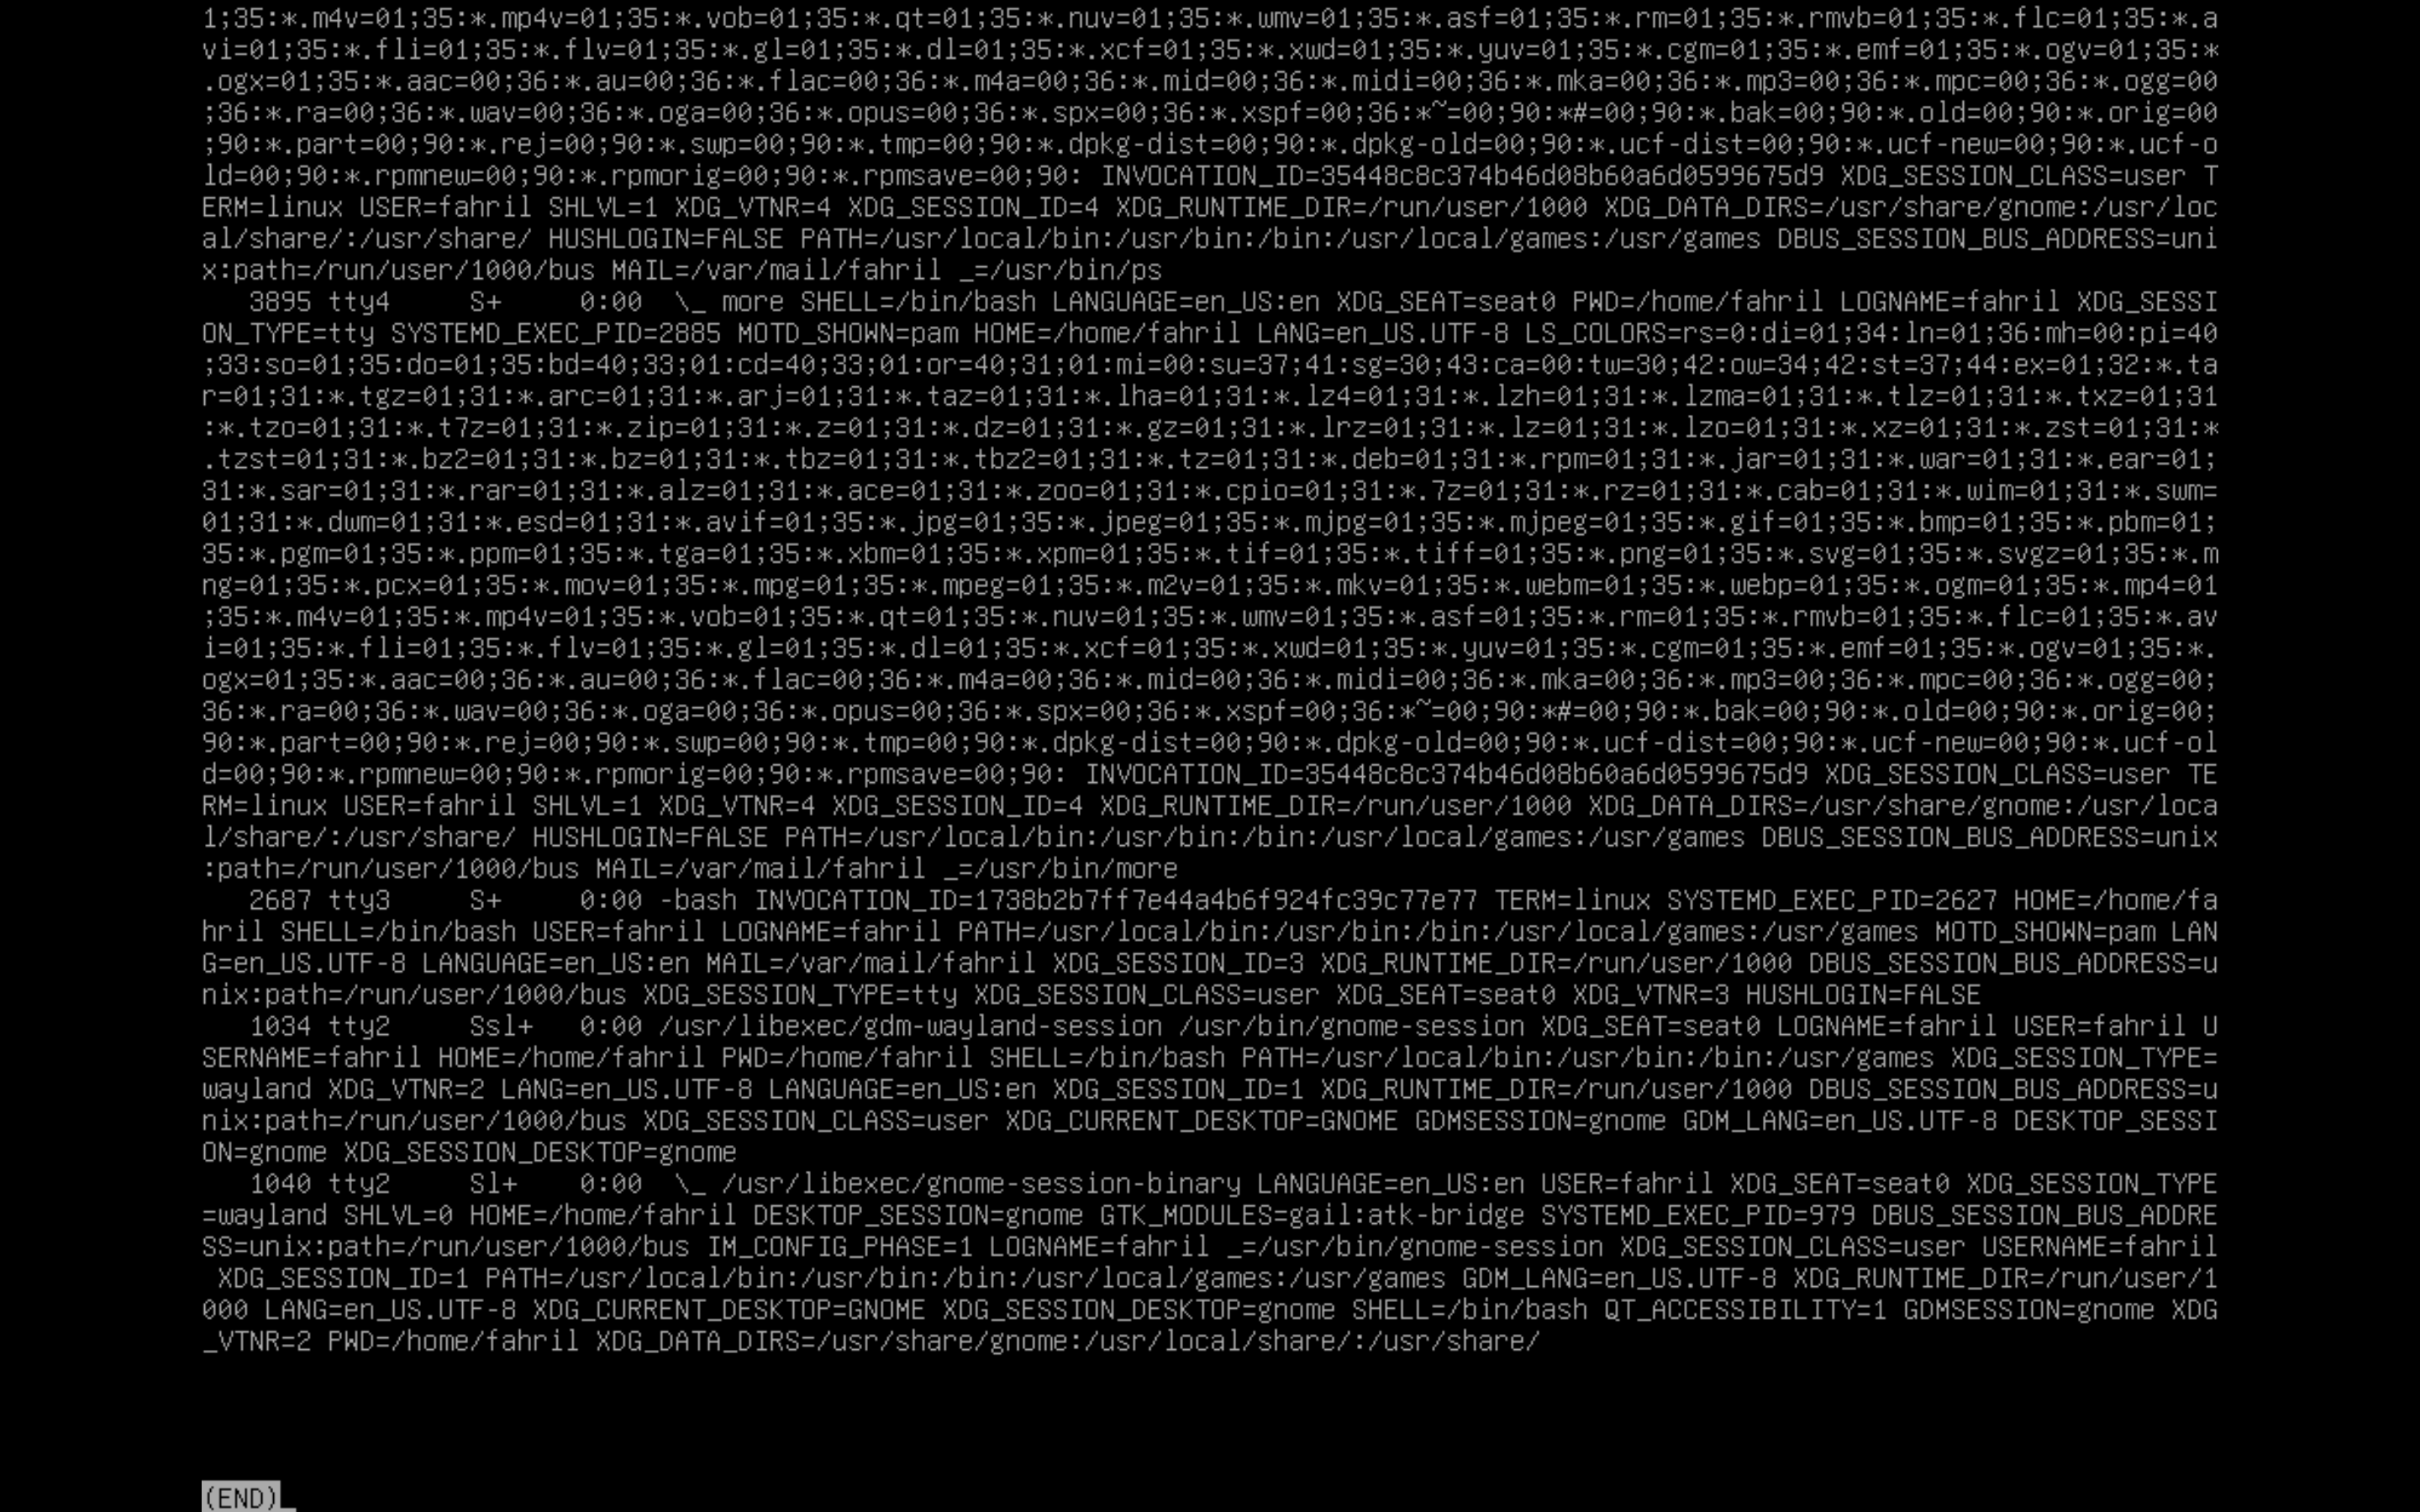 1;35:*.m4v=01;35:*.mp4v=01;35:*.vob=01;35:*.qt=01;35:*.nuv=01;35:*.wmv=01;35:*.asf=01;35:*.rm=01;35:*.rmvb=01;35:*.flc=01;35:*.a
vi=01;35:*.fli=01;35:*.flv=01;35:*.gl=01;35:*.dl=01;35:*.xcf=01;35:*.xwd=01;35:*.yuv=01;35:*.cgm=01;35:*.emf=01;35:*.ogv=01;35:*
.ogx=01;35:*.aac=00;36:*.au=00;36:*.flac=00;36:*.m4a=00;36:*.mid=00;36:*.midi=00;36:*.mka=00;36:*.mp3=00;36:*.mpc=00;36:*.ogg=00
;36:*.ra=00;36:*.wav=00;36:*.oga=00;36:*.opus=00;36:*.spx=00;36:*.xspf=00;36:*~=00;90:*#=00;90:*.bak=00;90:*.old=00;90:*.orig=00
;90:*.part=00;90:*.rej=00;90:*.swp=00;90:*.tmp=00;90:*.dpkg-dist=00;90:*.dpkg-old=00;90:*.ucf-dist=00;90:*.ucf-new=00;90:*.ucf-o
ld=00;90:*.rpmnew=00;90:*.rpmorig=00;90:*.rpmsave=00;90: INVOCATION_ID=35448c8c374b46d08b60a6d0599675d9 XDG_SESSION_CLASS=user T
ERM=linux USER=fahril SHLVL=1 XDG_VTNR=4 XDG_SESSION_ID=4 XDG_RUNTIME_DIR=/run/user/1000 XDG_DATA_DIRS=/usr/share/gnome:/usr/loc
al/share/:/usr/share/ HUSHLOGIN=FALSE PATH=/usr/local/bin:/usr/bin:/bin:/usr/local/games:/usr/games DBUS_SESSION_BUS_ADDRESS=uni
x:path=/run/user/1000/bus MAIL=/var/mail/fahril _=/usr/bin/ps
   3895 tty4     S+     0:00  \_ more SHELL=/bin/bash LANGUAGE=en_US:en XDG_SEAT=seat0 PWD=/home/fahril LOGNAME=fahril XDG_SESSI
ON_TYPE=tty SYSTEMD_EXEC_PID=2885 MOTD_SHOWN=pam HOME=/home/fahril LANG=en_US.UTF-8 LS_COLORS=rs=0:di=01;34:ln=01;36:mh=00:pi=40
;33:so=01;35:do=01;35:bd=40;33;01:cd=40;33;01:or=40;31;01:mi=00:su=37;41:sg=30;43:ca=00:tw=30;42:ow=34;42:st=37;44:ex=01;32:*.ta
r=01;31:*.tgz=01;31:*.arc=01;31:*.arj=01;31:*.taz=01;31:*.lha=01;31:*.lz4=01;31:*.lzh=01;31:*.lzma=01;31:*.tlz=01;31:*.txz=01;31
:*.tzo=01;31:*.t7z=01;31:*.zip=01;31:*.z=01;31:*.dz=01;31:*.gz=01;31:*.lrz=01;31:*.lz=01;31:*.lzo=01;31:*.xz=01;31:*.zst=01;31:*
.tzst=01;31:*.bz2=01;31:*.bz=01;31:*.tbz=01;31:*.tbz2=01;31:*.tz=01;31:*.deb=01;31:*.rpm=01;31:*.jar=01;31:*.war=01;31:*.ear=01;
31:*.sar=01;31:*.rar=01;31:*.alz=01;31:*.ace=01;31:*.zoo=01;31:*.cpio=01;31:*.7z=01;31:*.rz=01;31:*.cab=01;31:*.wim=01;31:*.swm=
01;31:*.dwm=01;31:*.esd=01;31:*.avif=01;35:*.jpg=01;35:*.jpeg=01;35:*.mjpg=01;35:*.mjpeg=01;35:*.gif=01;35:*.bmp=01;35:*.pbm=01;
35:*.pgm=01;35:*.ppm=01;35:*.tga=01;35:*.xbm=01;35:*.xpm=01;35:*.tif=01;35:*.tiff=01;35:*.png=01;35:*.svg=01;35:*.svgz=01;35:*.m
ng=01;35:*.pcx=01;35:*.mov=01;35:*.mpg=01;35:*.mpeg=01;35:*.m2v=01;35:*.mkv=01;35:*.webm=01;35:*.webp=01;35:*.ogm=01;35:*.mp4=01
;35:*.m4v=01;35:*.mp4v=01;35:*.vob=01;35:*.qt=01;35:*.nuv=01;35:*.wmv=01;35:*.asf=01;35:*.rm=01;35:*.rmvb=01;35:*.flc=01;35:*.av
i=01;35:*.fli=01;35:*.flv=01;35:*.gl=01;35:*.dl=01;35:*.xcf=01;35:*.xwd=01;35:*.yuv=01;35:*.cgm=01;35:*.emf=01;35:*.ogv=01;35:*.
ogx=01;35:*.aac=00;36:*.au=00;36:*.flac=00;36:*.m4a=00;36:*.mid=00;36:*.midi=00;36:*.mka=00;36:*.mp3=00;36:*.mpc=00;36:*.ogg=00;
36:*.ra=00;36:*.wav=00;36:*.oga=00;36:*.opus=00;36:*.spx=00;36:*.xspf=00;36:*~=00;90:*#=00;90:*.bak=00;90:*.old=00;90:*.orig=00;
90:*.part=00;90:*.rej=00;90:*.swp=00;90:*.tmp=00;90:*.dpkg-dist=00;90:*.dpkg-old=00;90:*.ucf-dist=00;90:*.ucf-new=00;90:*.ucf-ol
d=00;90:*.rpmnew=00;90:*.rpmorig=00;90:*.rpmsave=00;90: INVOCATION_ID=35448c8c374b46d08b60a6d0599675d9 XDG_SESSION_CLASS=user TE
RM=linux USER=fahril SHLVL=1 XDG_VTNR=4 XDG_SESSION_ID=4 XDG_RUNTIME_DIR=/run/user/1000 XDG_DATA_DIRS=/usr/share/gnome:/usr/loca
l/share/:/usr/share/ HUSHLOGIN=FALSE PATH=/usr/local/bin:/usr/bin:/bin:/usr/local/games:/usr/games DBUS_SESSION_BUS_ADDRESS=unix
:path=/run/user/1000/bus MAIL=/var/mail/fahril _=/usr/bin/more
   2687 tty3     S+     0:00 -bash INVOCATION_ID=1738b2b7ff7e44a4b6f924fc39c77e77 TERM=linux SYSTEMD_EXEC_PID=2627 HOME=/home/fa
hril SHELL=/bin/bash USER=fahril LOGNAME=fahril PATH=/usr/local/bin:/usr/bin:/bin:/usr/local/games:/usr/games MOTD_SHOWN=pam LAN
G=en_US.UTF-8 LANGUAGE=en_US:en MAIL=/var/mail/fahril XDG_SESSION_ID=3 XDG_RUNTIME_DIR=/run/user/1000 DBUS_SESSION_BUS_ADDRESS=u
nix:path=/run/user/1000/bus XDG_SESSION_TYPE=tty XDG_SESSION_CLASS=user XDG_SEAT=seat0 XDG_VTNR=3 HUSHLOGIN=FALSE
   1034 tty2     Ssl+   0:00 /usr/libexec/gdm-wayland-session /usr/bin/gnome-session XDG_SEAT=seat0 LOGNAME=fahril USER=fahril U
SERNAME=fahril HOME=/home/fahril PWD=/home/fahril SHELL=/bin/bash PATH=/usr/local/bin:/usr/bin:/bin:/usr/games XDG_SESSION_TYPE=
wayland XDG_VTNR=2 LANG=en_US.UTF-8 LANGUAGE=en_US:en XDG_SESSION_ID=1 XDG_RUNTIME_DIR=/run/user/1000 DBUS_SESSION_BUS_ADDRESS=u
nix:path=/run/user/1000/bus XDG_SESSION_CLASS=user XDG_CURRENT_DESKTOP=GNOME GDMSESSION=gnome GDM_LANG=en_US.UTF-8 DESKTOP_SESSI
ON=gnome XDG_SESSION_DESKTOP=gnome
   1040 tty2     Sl+    0:00  \_ /usr/libexec/gnome-session-binary LANGUAGE=en_US:en USER=fahril XDG_SEAT=seat0 XDG_SESSION_TYPE
=wayland SHLVL=0 HOME=/home/fahril DESKTOP_SESSION=gnome GTK_MODULES=gail:atk-bridge SYSTEMD_EXEC_PID=979 DBUS_SESSION_BUS_ADDRE
SS=unix:path=/run/user/1000/bus IM_CONFIG_PHASE=1 LOGNAME=fahril _=/usr/bin/gnome-session XDG_SESSION_CLASS=user USERNAME=fahril
 XDG_SESSION_ID=1 PATH=/usr/local/bin:/usr/bin:/bin:/usr/local/games:/usr/games GDM_LANG=en_US.UTF-8 XDG_RUNTIME_DIR=/run/user/1
000 LANG=en_US.UTF-8 XDG_CURRENT_DESKTOP=GNOME XDG_SESSION_DESKTOP=gnome SHELL=/bin/bash QT_ACCESSIBILITY=1 GDMSESSION=gnome XDG
_VTNR=2 PWD=/home/fahril XDG_DATA_DIRS=/usr/share/gnome:/usr/local/share/:/usr/share/
(END)